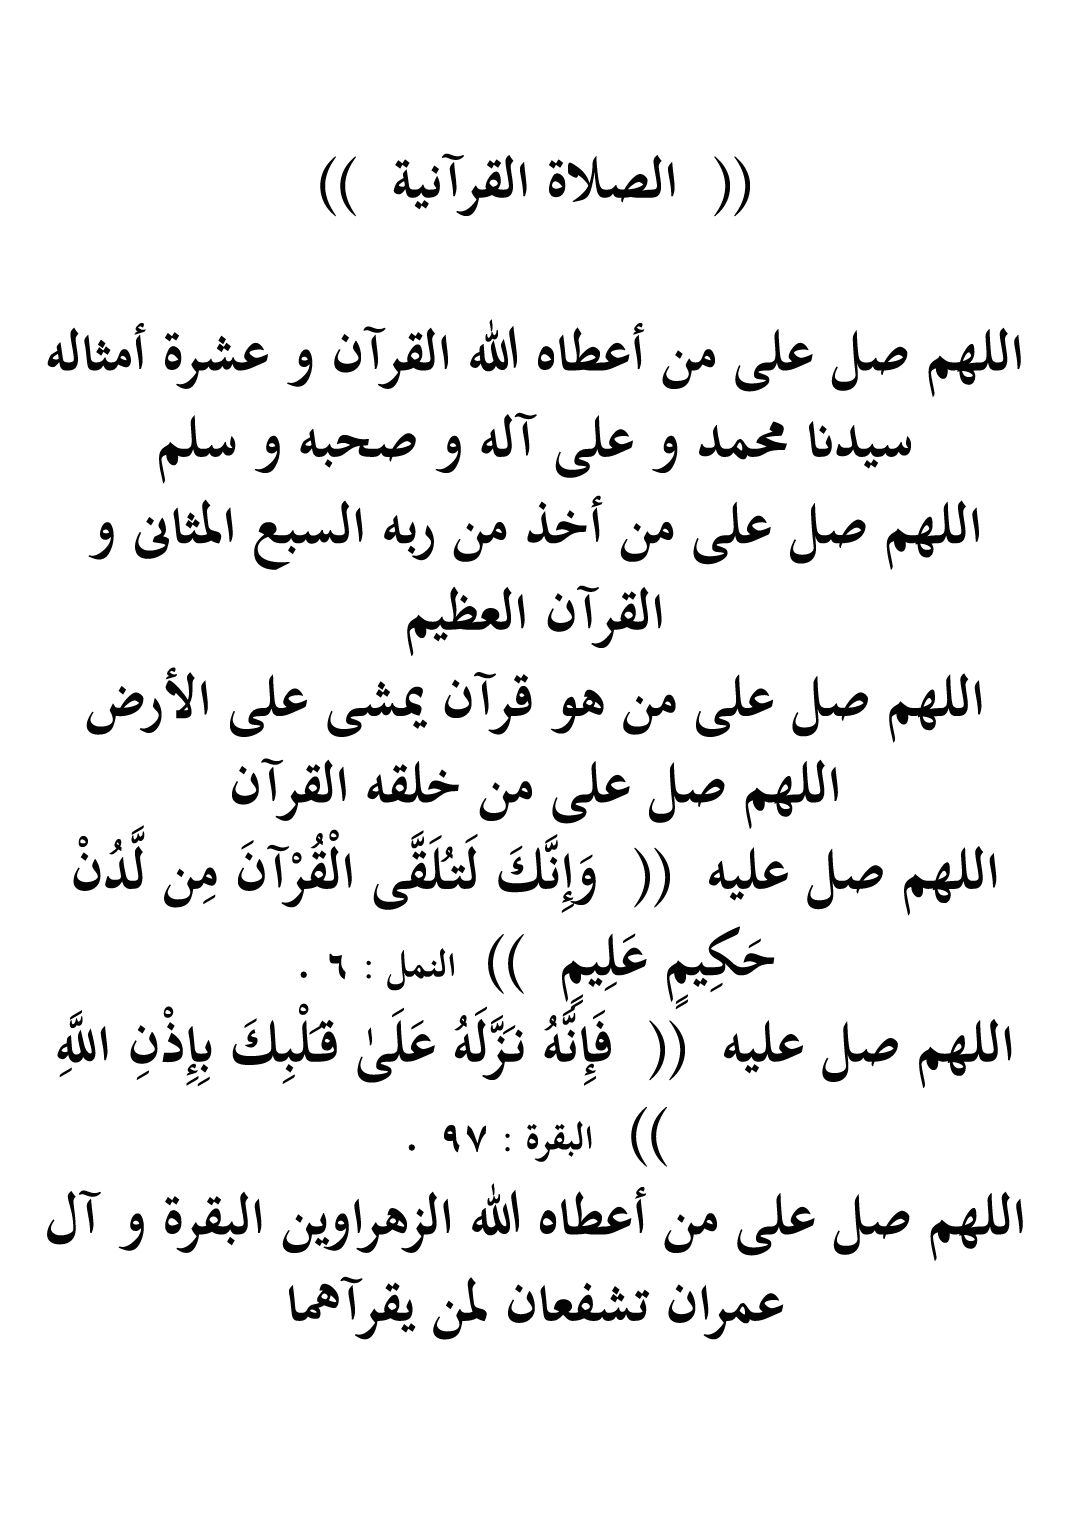 (( الصلاة القرآنية ))
اللهم صل على من أعطاه الله القرآن و عشرة أمثاله
سيدنا محمد و على آله و صحبه و سلم
اللهم صل على من أخذ من ربه السبع المثانى و
القرآن العظيم
اللهم صل على من هو قرآن يمشى على الأرض
اللهم صل على من خلقه القرآن
اللهم صل عليه (( وَإِنَّكَ لَتُلَقَّى الْقُرْآنَ مِن لَّدُنْ
حَكِيمٍ عَلِيمٍ )) النمل : ٦ .
اللهم صل عليه (( فَإِنَّهُ نَزَّلَهُ عَلَىٰ قَلْبِكَ بِإِذْنِ اللَّهِ
)) البقرة : ٩٧ .
اللهم صل على من أعطاه الله الزهراوين البقرة و آل
عمران تشفعان لمن يقرآهما